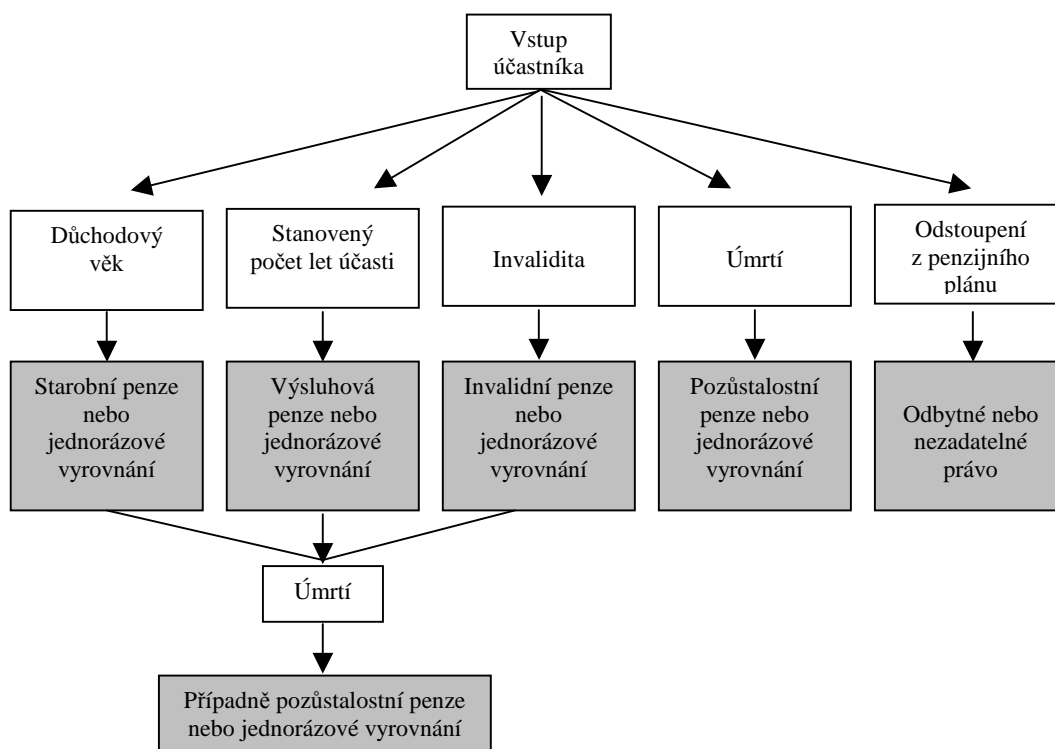 Vstup
účastníka
Důchodový
věk
Stanovený
počet let účasti
Invalidita
Úmrtí
Odstoupení
z penzijního
plánu
Starobní penze
nebo
jednorázové
vyrovnání
Výsluhová
penze nebo
jednorázové
vyrovnání
Invalidní penze
nebo
jednorázové
vyrovnání
Pozůstalostní
penze nebo
jednorázové
vyrovnání
Odbytné nebo
nezadatelné
právo
Úmrtí
Případně pozůstalostní penze
nebo jednorázové vyrovnání